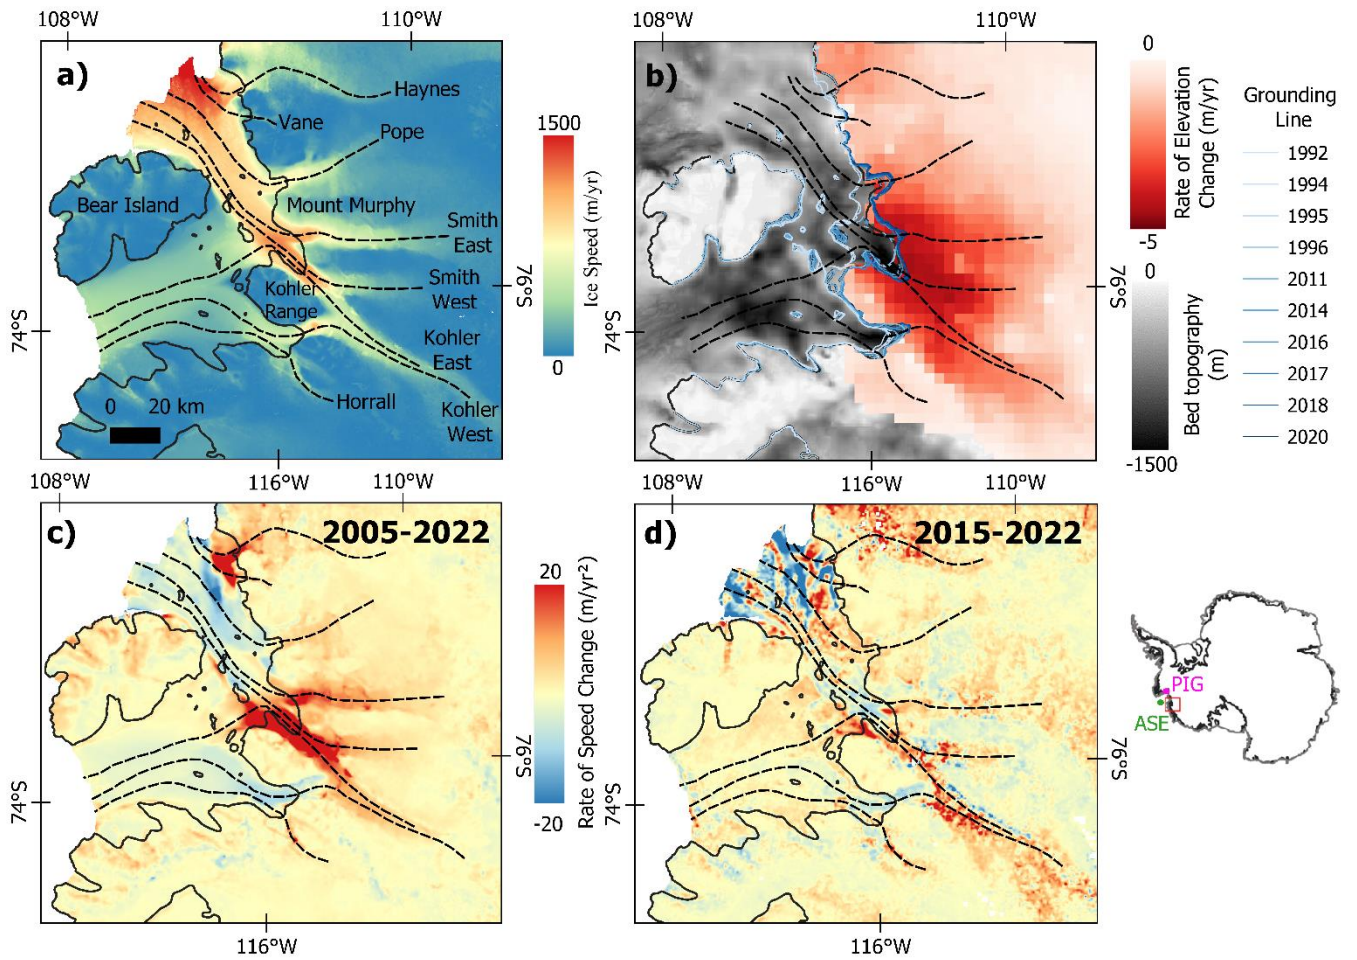 108°W
110°W
a)
Haynes
Vane
Pope
Bear Island
Mount Murphy
Smith
East
Smith
West
Kohler
Range
Kohler
East
Kohler
West
Horrall
0 20 km
74°S
76°S
1500
Ice Speed (m/yr)
0
108°W
110°W
b)
74°S
76°S
116°W
0
Rate of Elevation
Change (m/yr)
-5
0
Bed topography
(m)
-1500
Grounding
Line
1992
1994
1995
1996
2011
2014
2016
2017
2018
2020
108°W
116°W
110°W
c)
2005-2022
74°S
76°S
116°W
20
Rate of Speed Change (m/yr²)
-20
108°W
116°W
110°W
d)
2015-2022
74°S
76°S
116°W
PIG
ASE